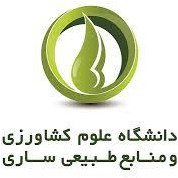 دانشگاه علوم کشاورزی
و منابع طبیعی ساری